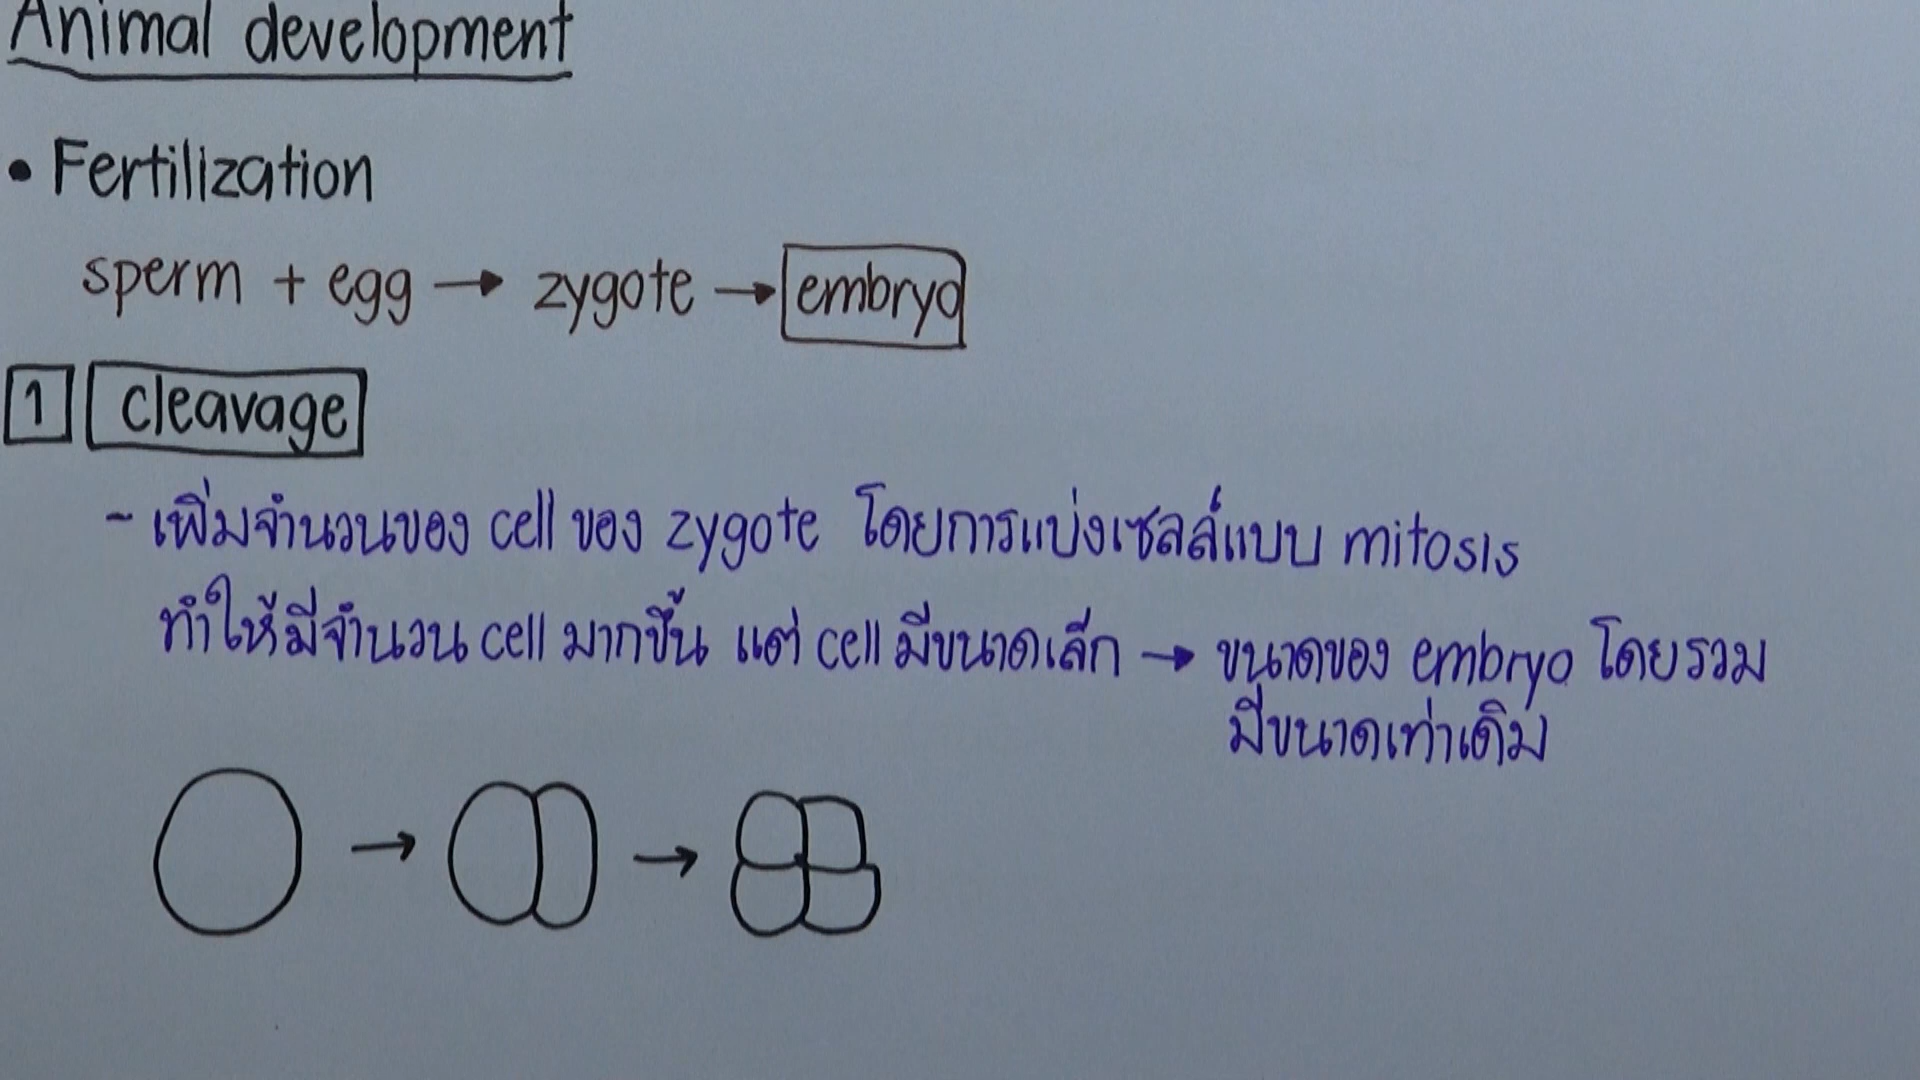 Animal development
• Fertilization
sperm + egg → zygote → embryo
1 cleavage
- เพิ่มจำนวนของ cell ของ zygote โดยการแบ่งเซลล์แบบ mitosis
ทำให้มีจำนวน cell มากขึ้น แต่ cell มีขนาดเล็ก → ขนาดของ embryo โดยรวม
มีขนาดเท่าเดิม